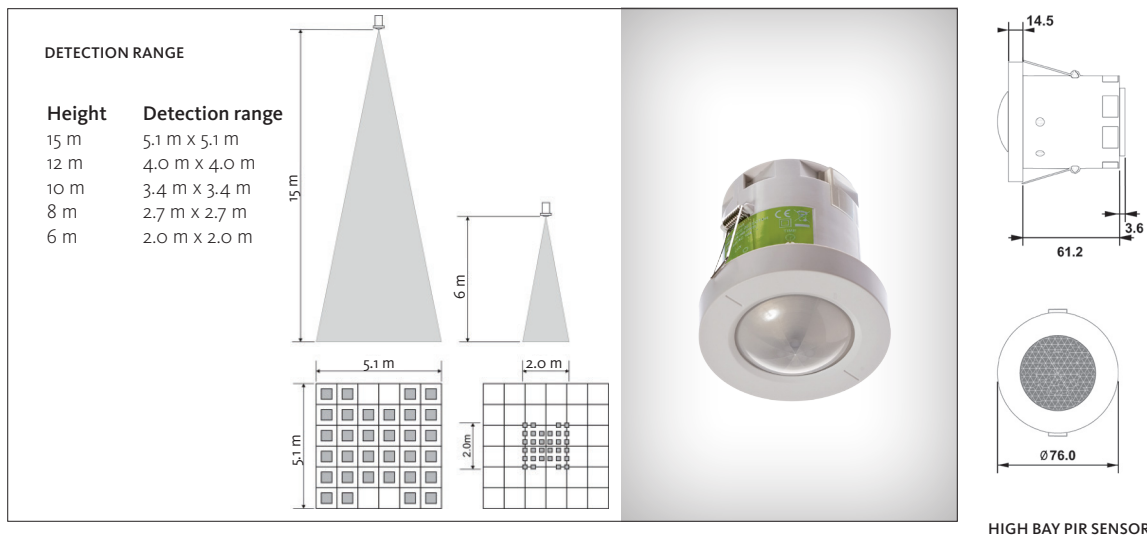 DETECTION RANGE
Height Detection range
15 m 5.1 m x 5.1 m
12 m 4.0 m x 4.0 m
10 m 3.4 m x 3.4 m
8 m 2.7 m x 2.7 m
6 m 2.0 m x 2.0 m
15 m
6 m
5.1 m
2.0 m
5.1 m
2.0m
CE
14.5
3.6
61.2
Ø76.0
HIGH BAY PIR SENSOR